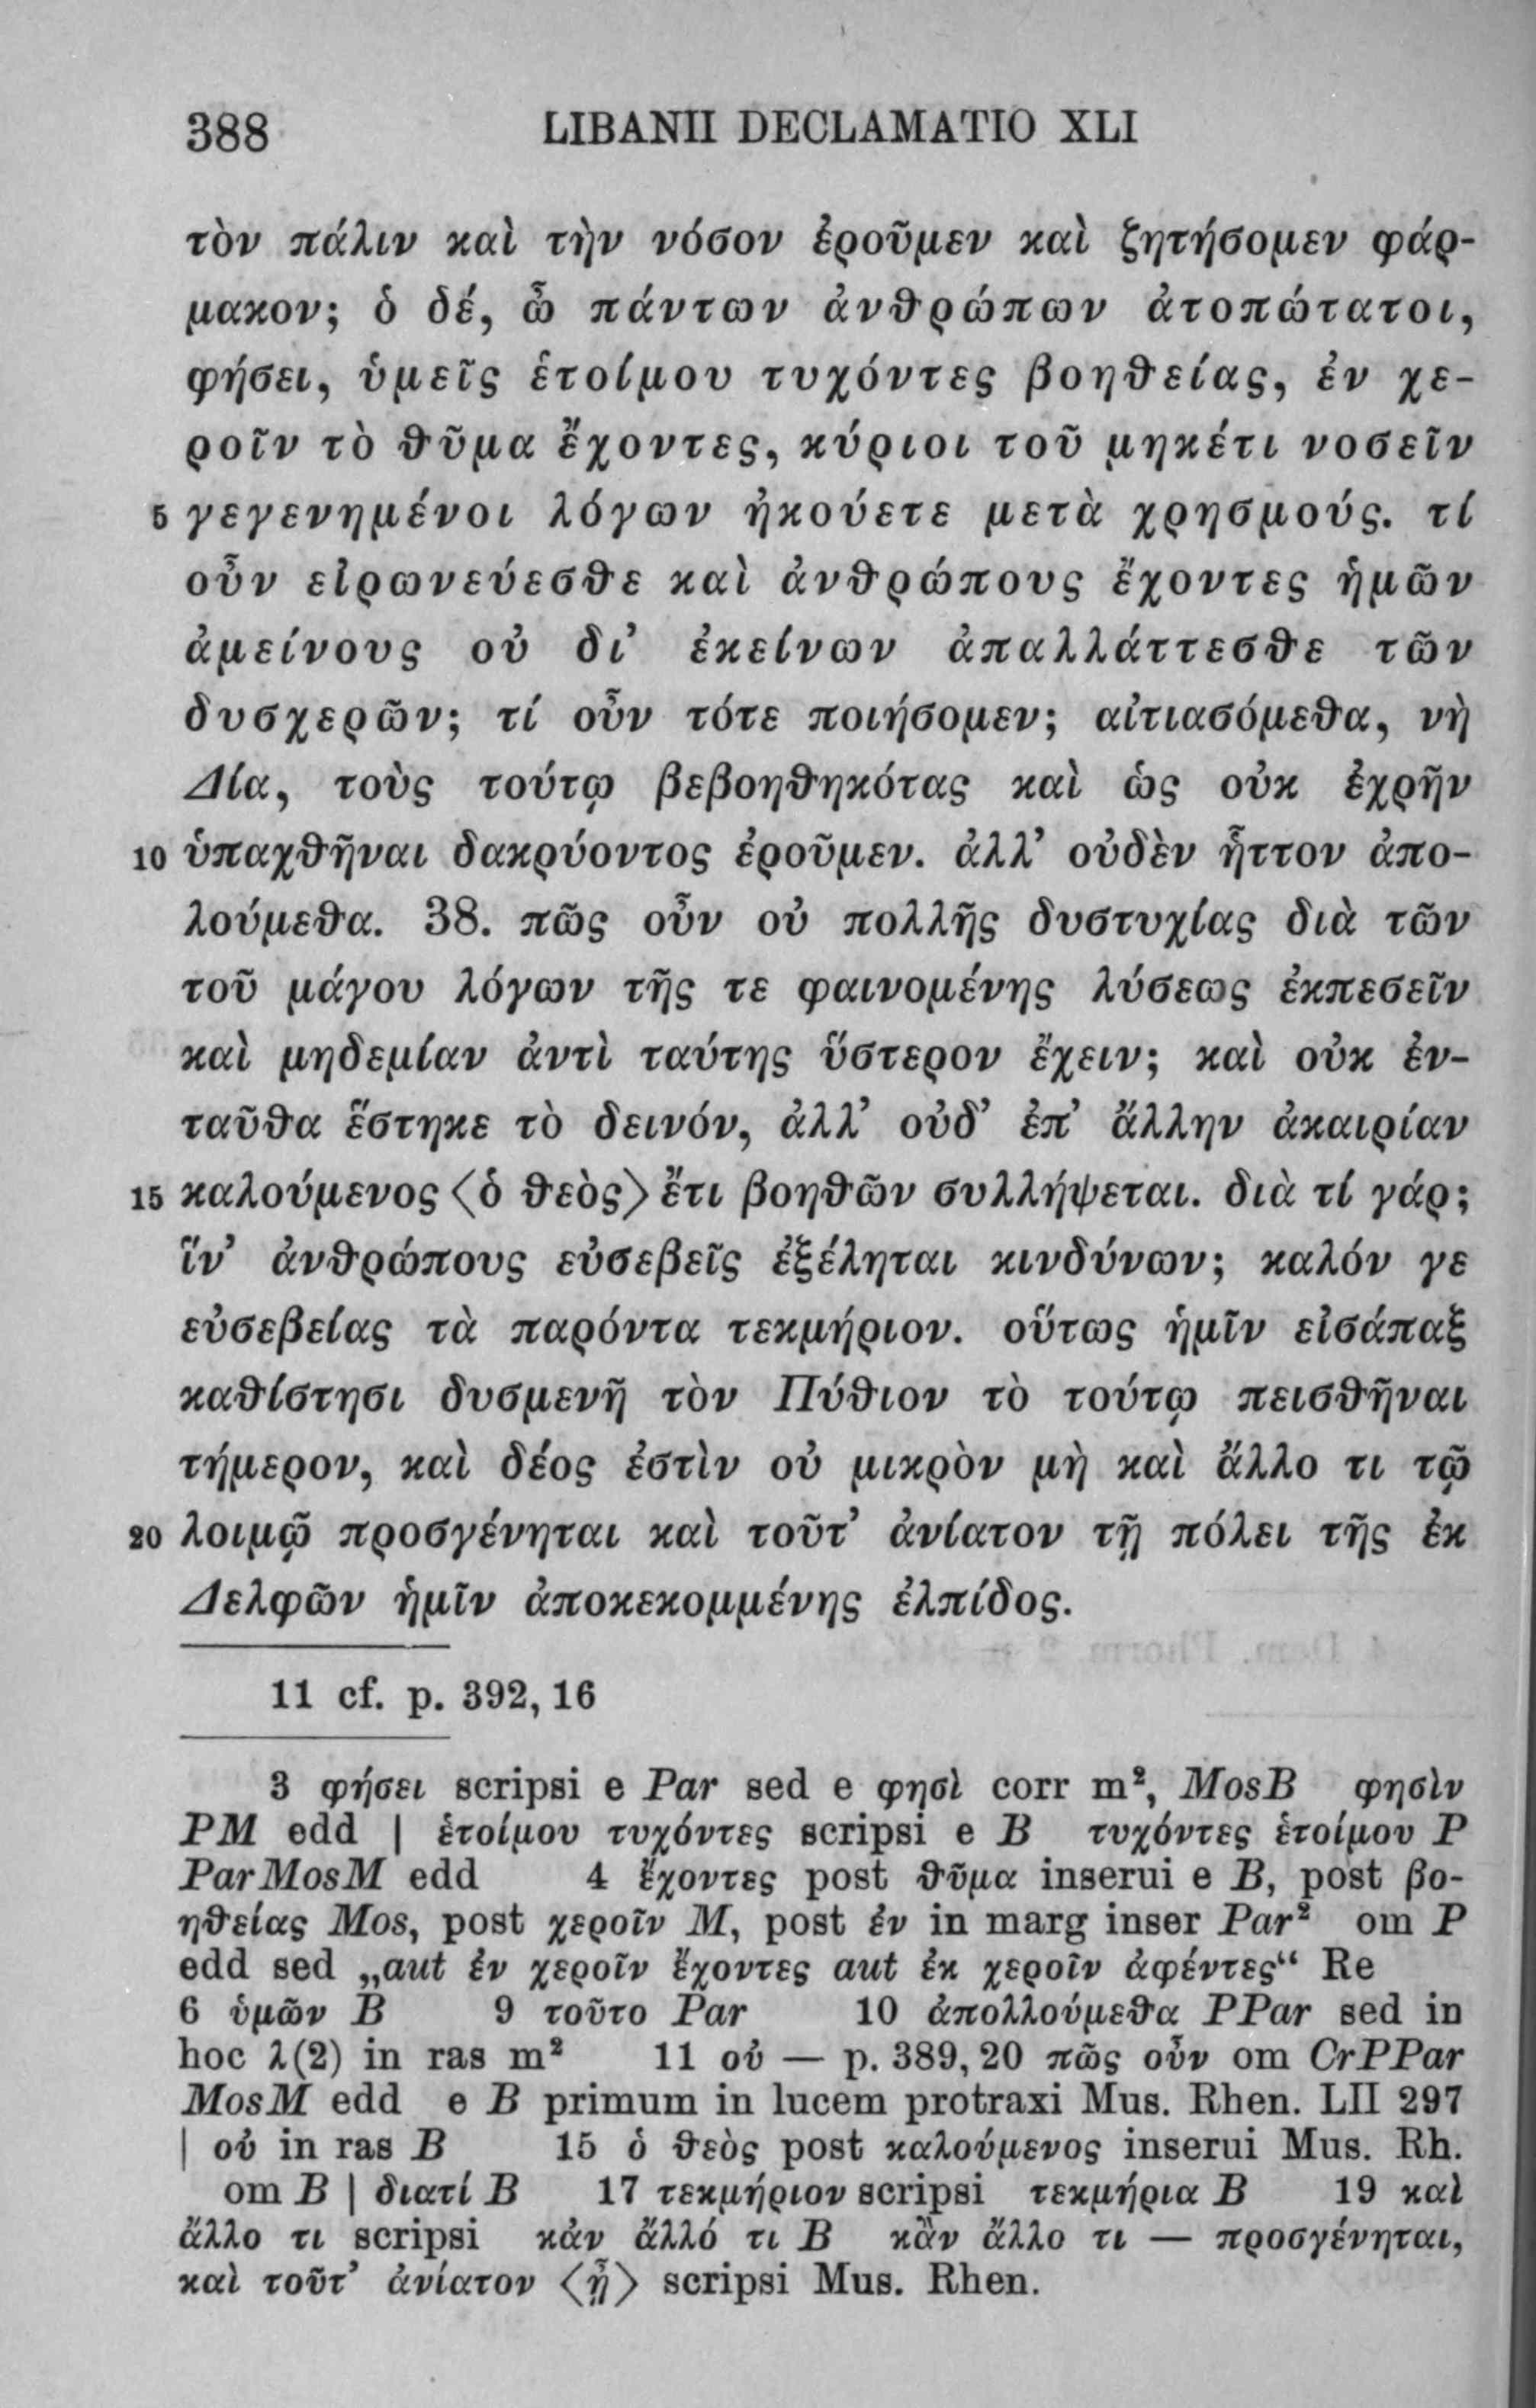 388 LIBANII DECLAMATIO XLI
τὸν πάλιν καὶ τὴν νόσον ἐροῦμεν καὶ ζητήσομεν φάρ-
μακον; ὁ δέ, ὦ πάντων ἀνθρώπων ἀτοπώτατοι,
φήσει, ὑμεῖς ἑτοίμου τυχόντες βοηθείας, ἐν χε-
ροῖν τὸ θῦμα ἔχοντες, κύριοι τοῦ μηκέτι νοσεῖν
5 γεγενημένοι λόγων ἠκούετε μετὰ χρησμούς. τί
οὖν εἰρωνεύεσθε καὶ ἀνθρώπους ἔχοντες ἡμῶν
ἀμείνους οὐ δι’ ἐκείνων ἀπαλλάττεσθε τῶν
δυσχερῶν; τί οὖν τότε ποιήσομεν; αἰτιασόμεθα, νὴ
Δία, τοὺς τούτῳ βεβοηθηκότας καὶ ὡς οὐκ ἐχρῆν
10 ὑπαχθῆναι δακρύοντος ἐροῦμεν. ἀλλ’ οὐδὲν ἧττον ἀπο-
λούμεθα. 38. πῶς οὖν οὐ πολλῆς δυστυχίας διὰ τῶν
τοῦ μάγου λόγων τῆς τε φαινομένης λύσεως ἐκπεσεῖν
καὶ μηδεμίαν ἀντὶ ταύτης ὕστερον ἔχειν; καὶ οὐκ ἐν-
ταῦθα ἕστηκε τὸ δεινόν, ἀλλ’ οὐδ’ ἐπ’ ἄλλην ἀκαιρίαν
15 καλούμενος ⟨ὁ θεὸς⟩ ἔτι βοηθῶν συλλήψεται. διὰ τί γάρ;
ἵν’ ἀνθρώπους εὐσεβεῖς ἐξέληται κινδύνων; καλόν γε
εὐσεβείας τὰ παρόντα τεκμήριον. οὕτως ἡμῖν εἰσάπαξ
καθίστησι δυσμενῆ τὸν Πύθιον τὸ τούτῳ πεισθῆναι
τήμερον, καὶ δέος ἐστὶν οὐ μικρὸν μὴ καὶ ἄλλο τι τῷ
20 λοιμῷ προσγένηται καὶ τοῦτ’ ἀνίατον τῇ πόλει τῆς ἐκ
Δελφῶν ἡμῖν ἀποκεκομμένης ἐλπίδος.
11 cf. p. 392, 16
3 φήσει scripsi e Par sed e φησὶ corr m², MosB φησὶν
PM edd | ἑτοίμου τυχόντες scripsi e B τυχόντες ἑτοίμου P
ParMosM edd 4 ἔχοντες post θῦμα inserui e B, post βο-
ηθείας Mos, post χεροῖν M, post ἐν in marg inser Par² om P
edd sed „aut ἐν χεροῖν ἔχοντες aut ἐκ χεροῖν ἀφέντες“ Re
6 ὑμῶν B 9 τοῦτο Par 10 ἀπολλούμεθα PPar sed in
hoc λ(2) in ras m² 11 οὐ — p. 389, 20 πῶς οὖν om CrPPar
MosM edd e B primum in lucem protraxi Mus. Rhen. LII 297
| οὐ in ras B 15 ὁ θεὸς post καλούμενος inserui Mus. Rh.
om B | διατί B 17 τεκμήριον scripsi τεκμήρια B 19 καὶ
ἄλλο τι scripsi κἀν ἄλλό τι B κἂν ἄλλο τι — προσγένηται,
καὶ τοῦτ’ ἀνίατον ⟨ᾖ⟩ scripsi Mus. Rhen.